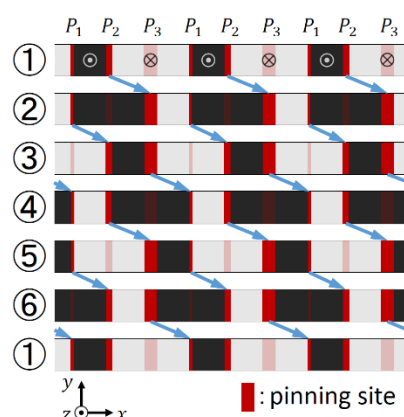 P₁ P₂ P₃ P₁ P₂ P₃ P₁ P₂ P₃
①
②
③
④
⑤
⑥
①
y
z x
: pinning site